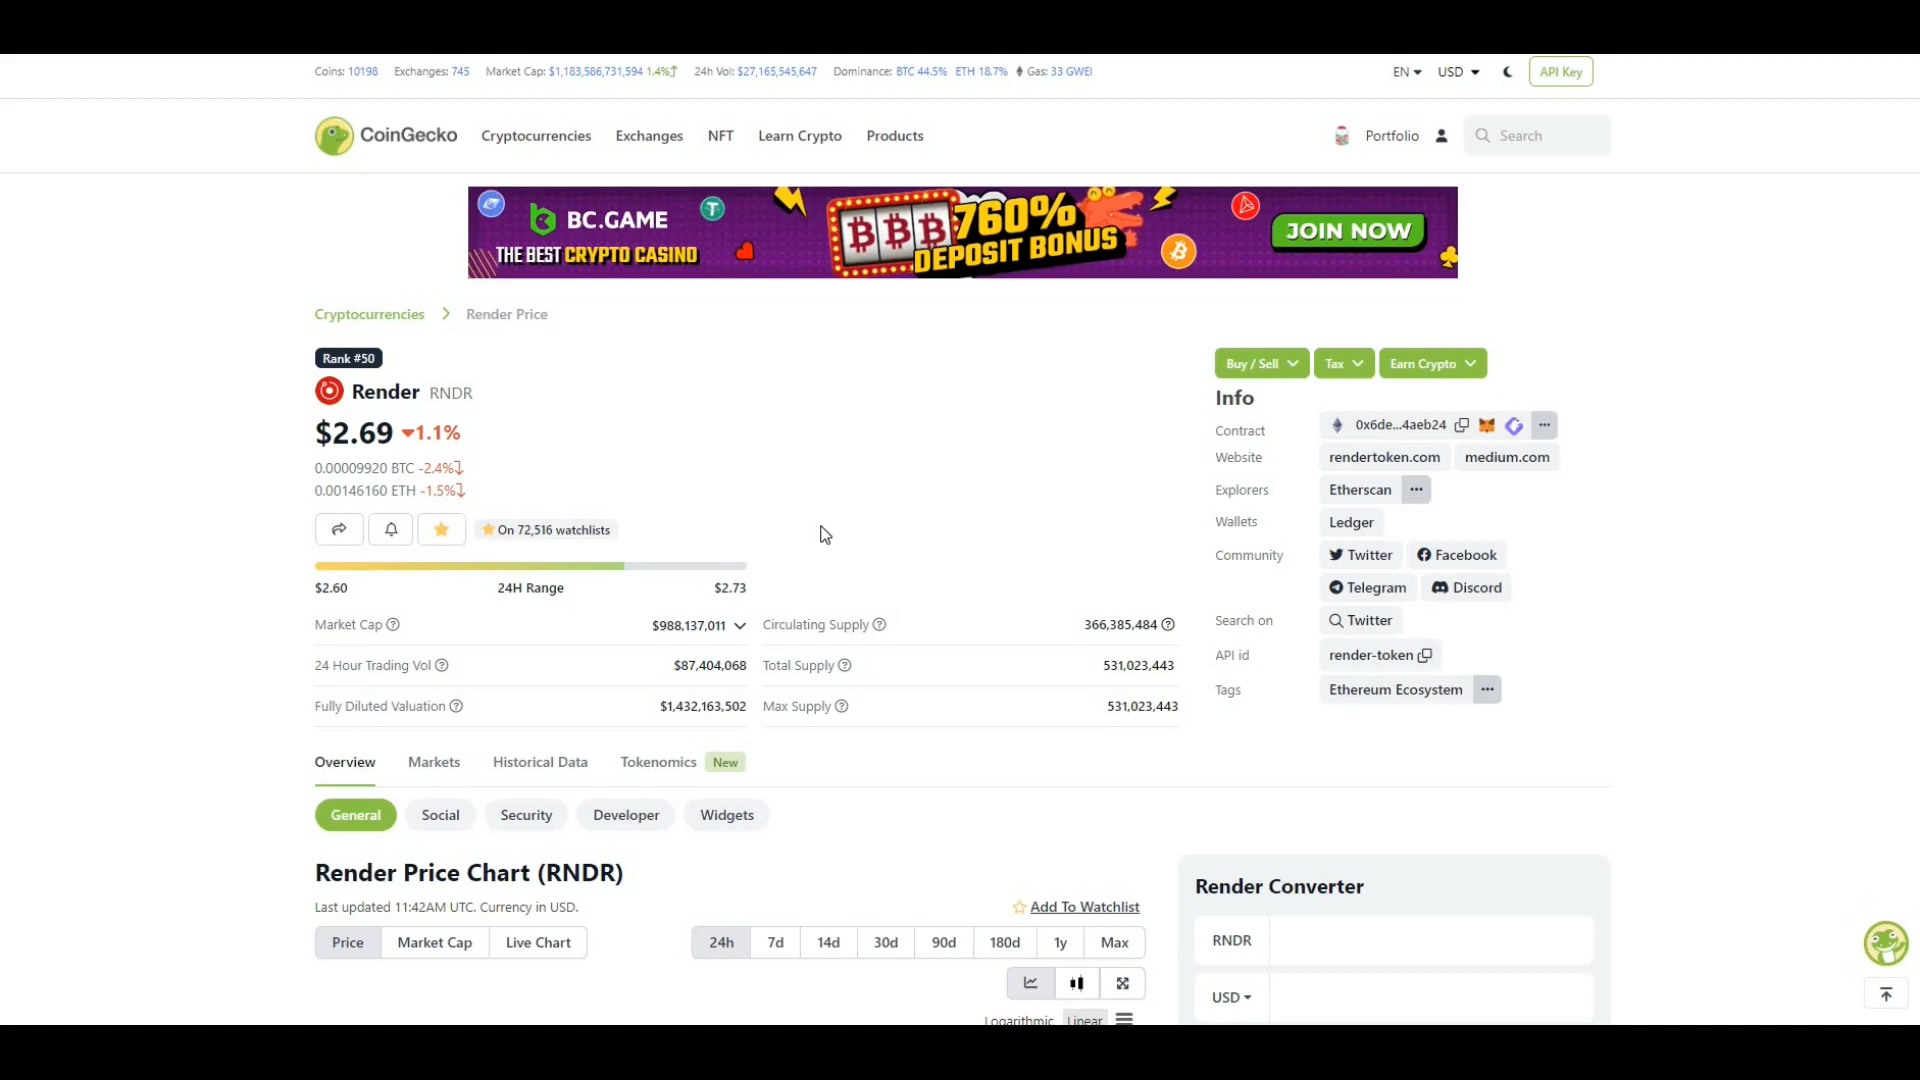 Coins: 10198 Exchanges: 745 Market Cap: $1,183,586,731,594 1.4% 24h Vol: $27,165,545,647 Dominance: BTC 44.5% ETH 18.7% Gas: 33 GWEI
EN USD API Key
CoinGecko Cryptocurrencies Exchanges NFT Learn Crypto Products
Portfolio Search
BC.GAME
THE BEST CRYPTO CASINO
760%
DEPOSIT BONUS
JOIN NOW
Cryptocurrencies Render Price
Rank #50
Render RNDR
$2.69 1.1%
0.00009920 BTC -2.4%
0.00146160 ETH -1.5%
On 72,516 watchlists
$2.60 24H Range $2.73
Market Cap $988,137,011
24 Hour Trading Vol $87,404,068
Fully Diluted Valuation $1,432,163,502
Circulating Supply 366,385,484
Total Supply 531,023,443
Max Supply 531,023,443
Buy / Sell Tax Earn Crypto
Info
Contract 0x6de...4aeb24
Website rendertoken.com medium.com
Explorers Etherscan
Wallets Ledger
Community Twitter Facebook
Telegram Discord
Search on Twitter
API id render-token
Tags Ethereum Ecosystem
Overview Markets Historical Data Tokenomics New
General Social Security Developer Widgets
Render Price Chart (RNDR)
Last updated 11:42AM UTC. Currency in USD.
Add To Watchlist
Price Market Cap Live Chart
24h 7d 14d 30d 90d 180d 1y Max
Logarithmic Linear
Render Converter
RNDR
USD